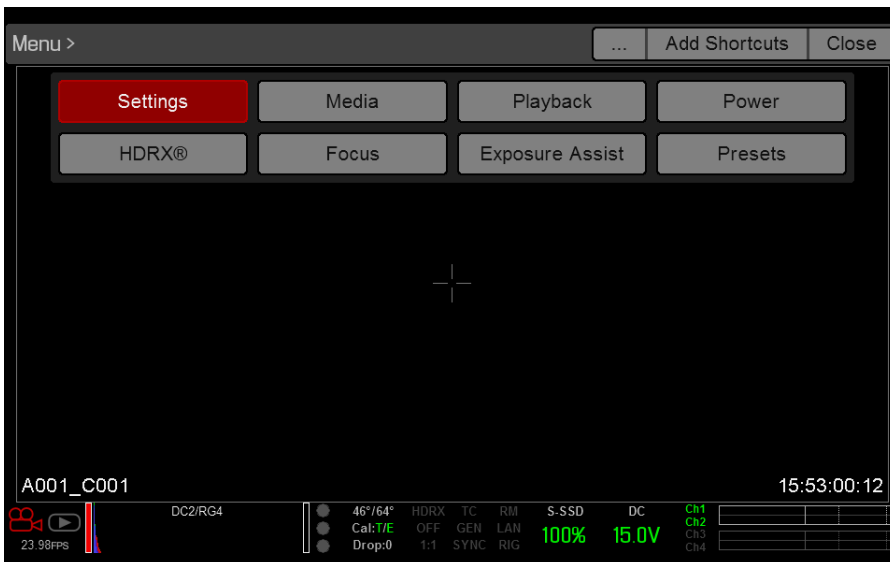 Menu >
... Add Shortcuts Close
Settings Media Playback Power
HDRX® Focus Exposure Assist Presets
A001_C001 15:53:00:12
DC2/RG4 46°/64° HDRX TC RM S-SSD DC Ch1
Ch2
Cal:T/E OFF GEN LAN 100% 15.0V Ch3
23.98FPS Drop:0 1:1 SYNC RIG Ch4